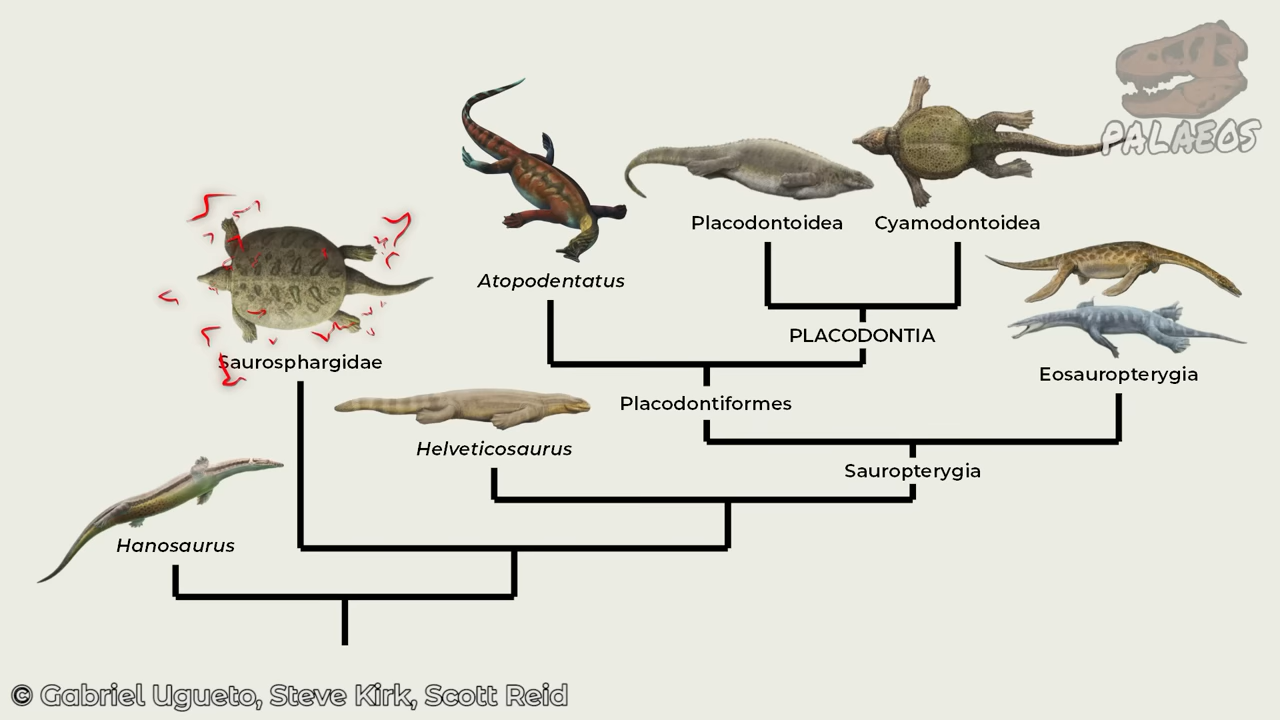 PALAEOS
Placodontoidea
Cyamodontoidea
Atopodentatus
PLACODONTIA
Saurosphargidae
Eosauropterygia
Placodontiformes
Helveticosaurus
Sauropterygia
Hanosaurus
© Gabriel Ugueto, Steve Kirk, Scott Reid